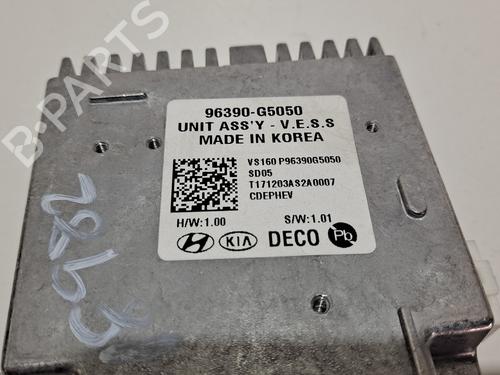 96390-G5050
UNIT ASS'Y - V.E.S.S
MADE IN KOREA
VS160 P96390G5050
SD05
T171203AS2A0007
CDEPHEV
H/W:1.00 S/W:1.01
KIA DECO Pb
B-PARTS